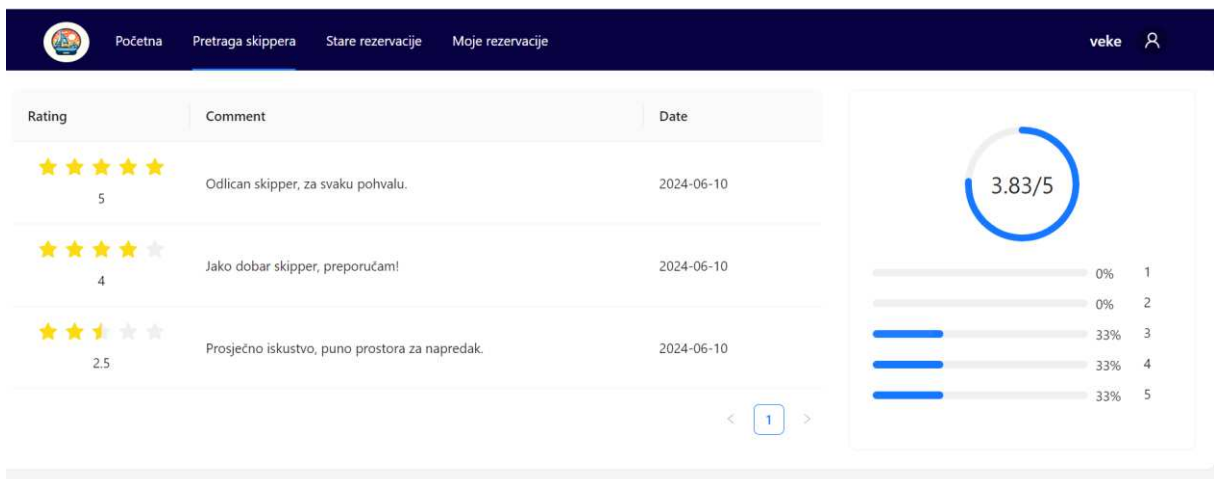 Početna Pretraga skippera Stare rezervacije Moje rezervacije veke
Rating Comment Date
5 Odlican skipper, za svaku pohvalu. 2024-06-10
4 Jako dobar skipper, preporučam! 2024-06-10
2.5 Prosječno iskustvo, puno prostora za napredak. 2024-06-10
< 1 >
3.83/5
0% 1
0% 2
33% 3
33% 4
33% 5